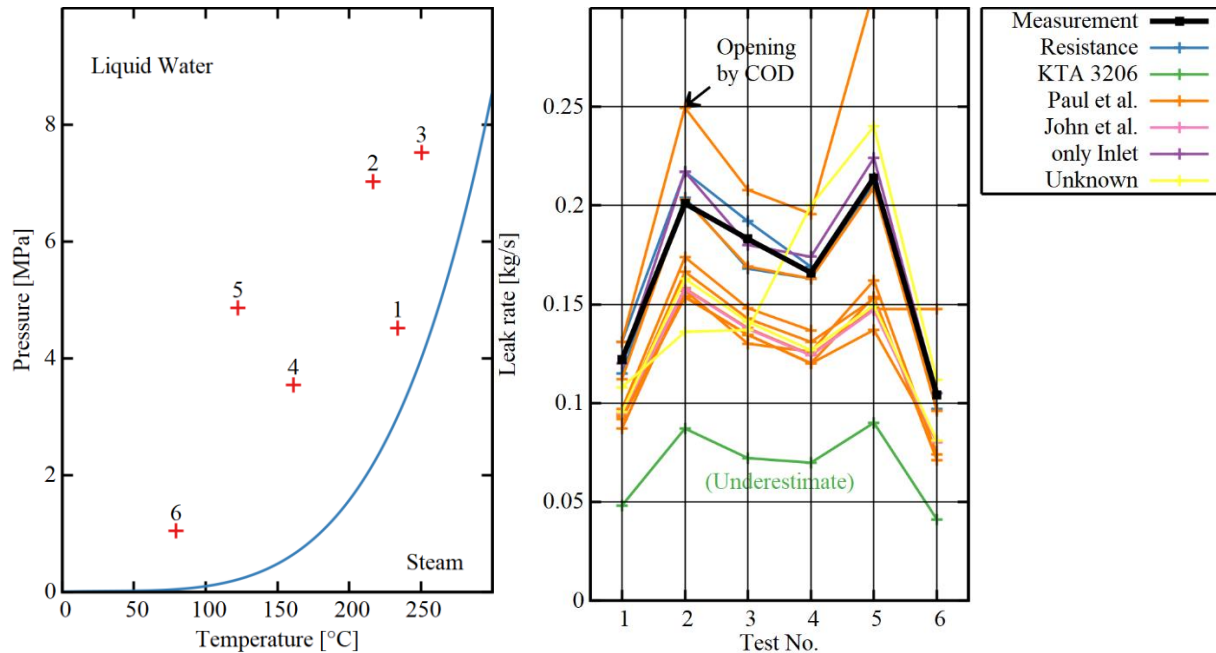 Liquid Water
8
6
4
2
0
Pressure [MPa]
3
2
5
1
4
6
Steam
0
50
100
150
200
250
Temperature [°C]
Opening
by COD
0.25
0.2
0.15
0.1
0.05
0
Leak rate [kg/s]
(Underestimate)
1
2
3
4
5
6
Test No.
Measurement
Resistance
KTA 3206
Paul et al.
John et al.
only Inlet
Unknown